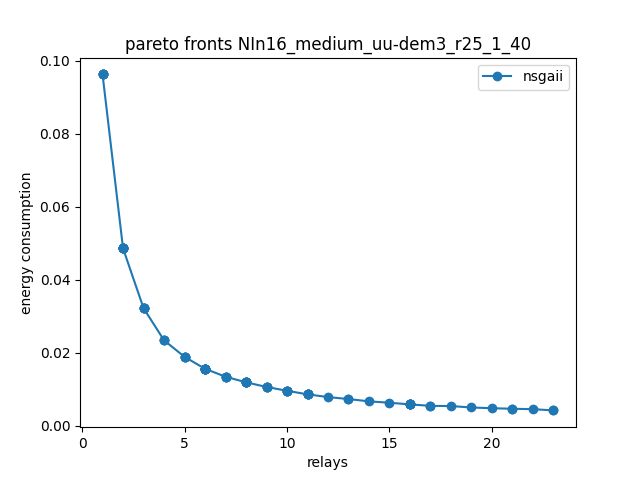 pareto fronts NIn16_medium_uu-dem3_r25_1_40
nsgaii
0.10
0.08
0.06
0.04
0.02
0.00
energy consumption
0 5 10 15 20
relays